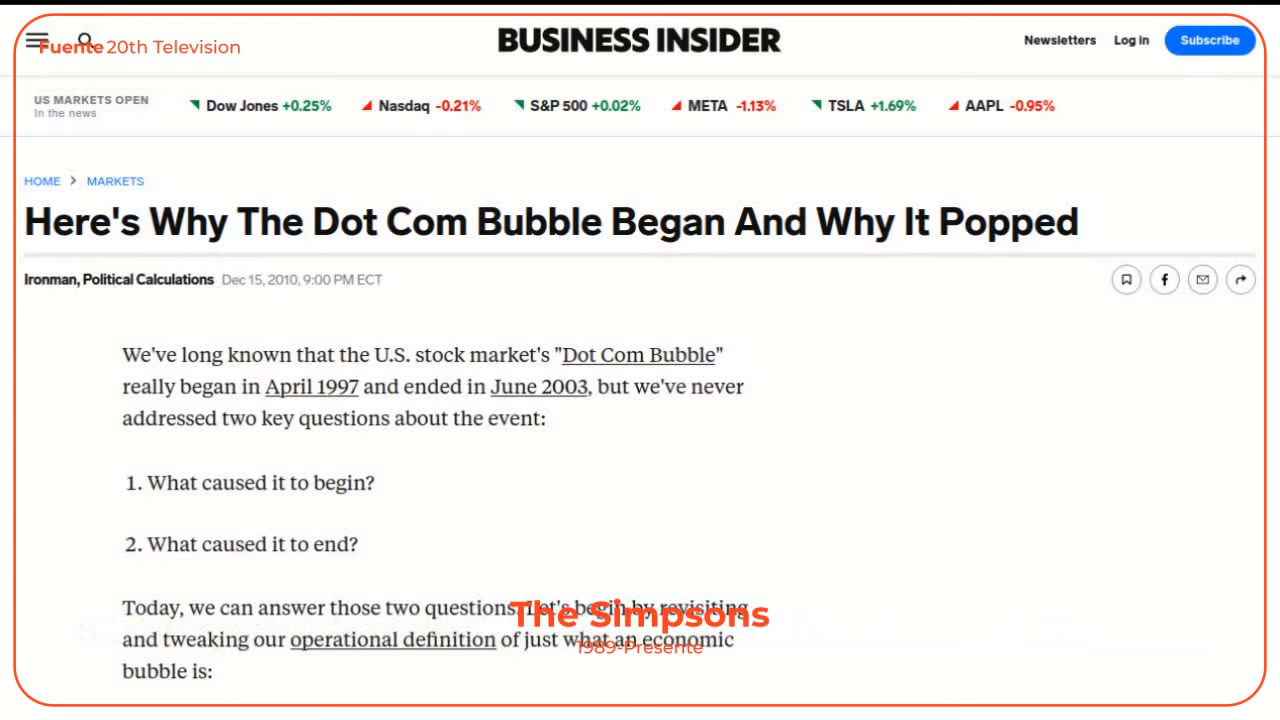 Fuente 20th Television
BUSINESS INSIDER
Newsletters Log in Subscribe
US MARKETS OPEN
In the news
Dow Jones +0.25% Nasdaq -0.21% S&P 500 +0.02% META -1.13% TSLA +1.69% AAPL -0.95%
HOME > MARKETS
Here's Why The Dot Com Bubble Began And Why It Popped
Ironman, Political Calculations Dec 15, 2010, 9:00 PM ECT
We've long known that the U.S. stock market's "Dot Com Bubble"
really began in April 1997 and ended in June 2003, but we've never
addressed two key questions about the event:
1. What caused it to begin?
2. What caused it to end?
Today, we can answer those two questions. Let's begin by revisiting
and tweaking our operational definition of just what an economic
bubble is:
The Simpsons
1989-Presente